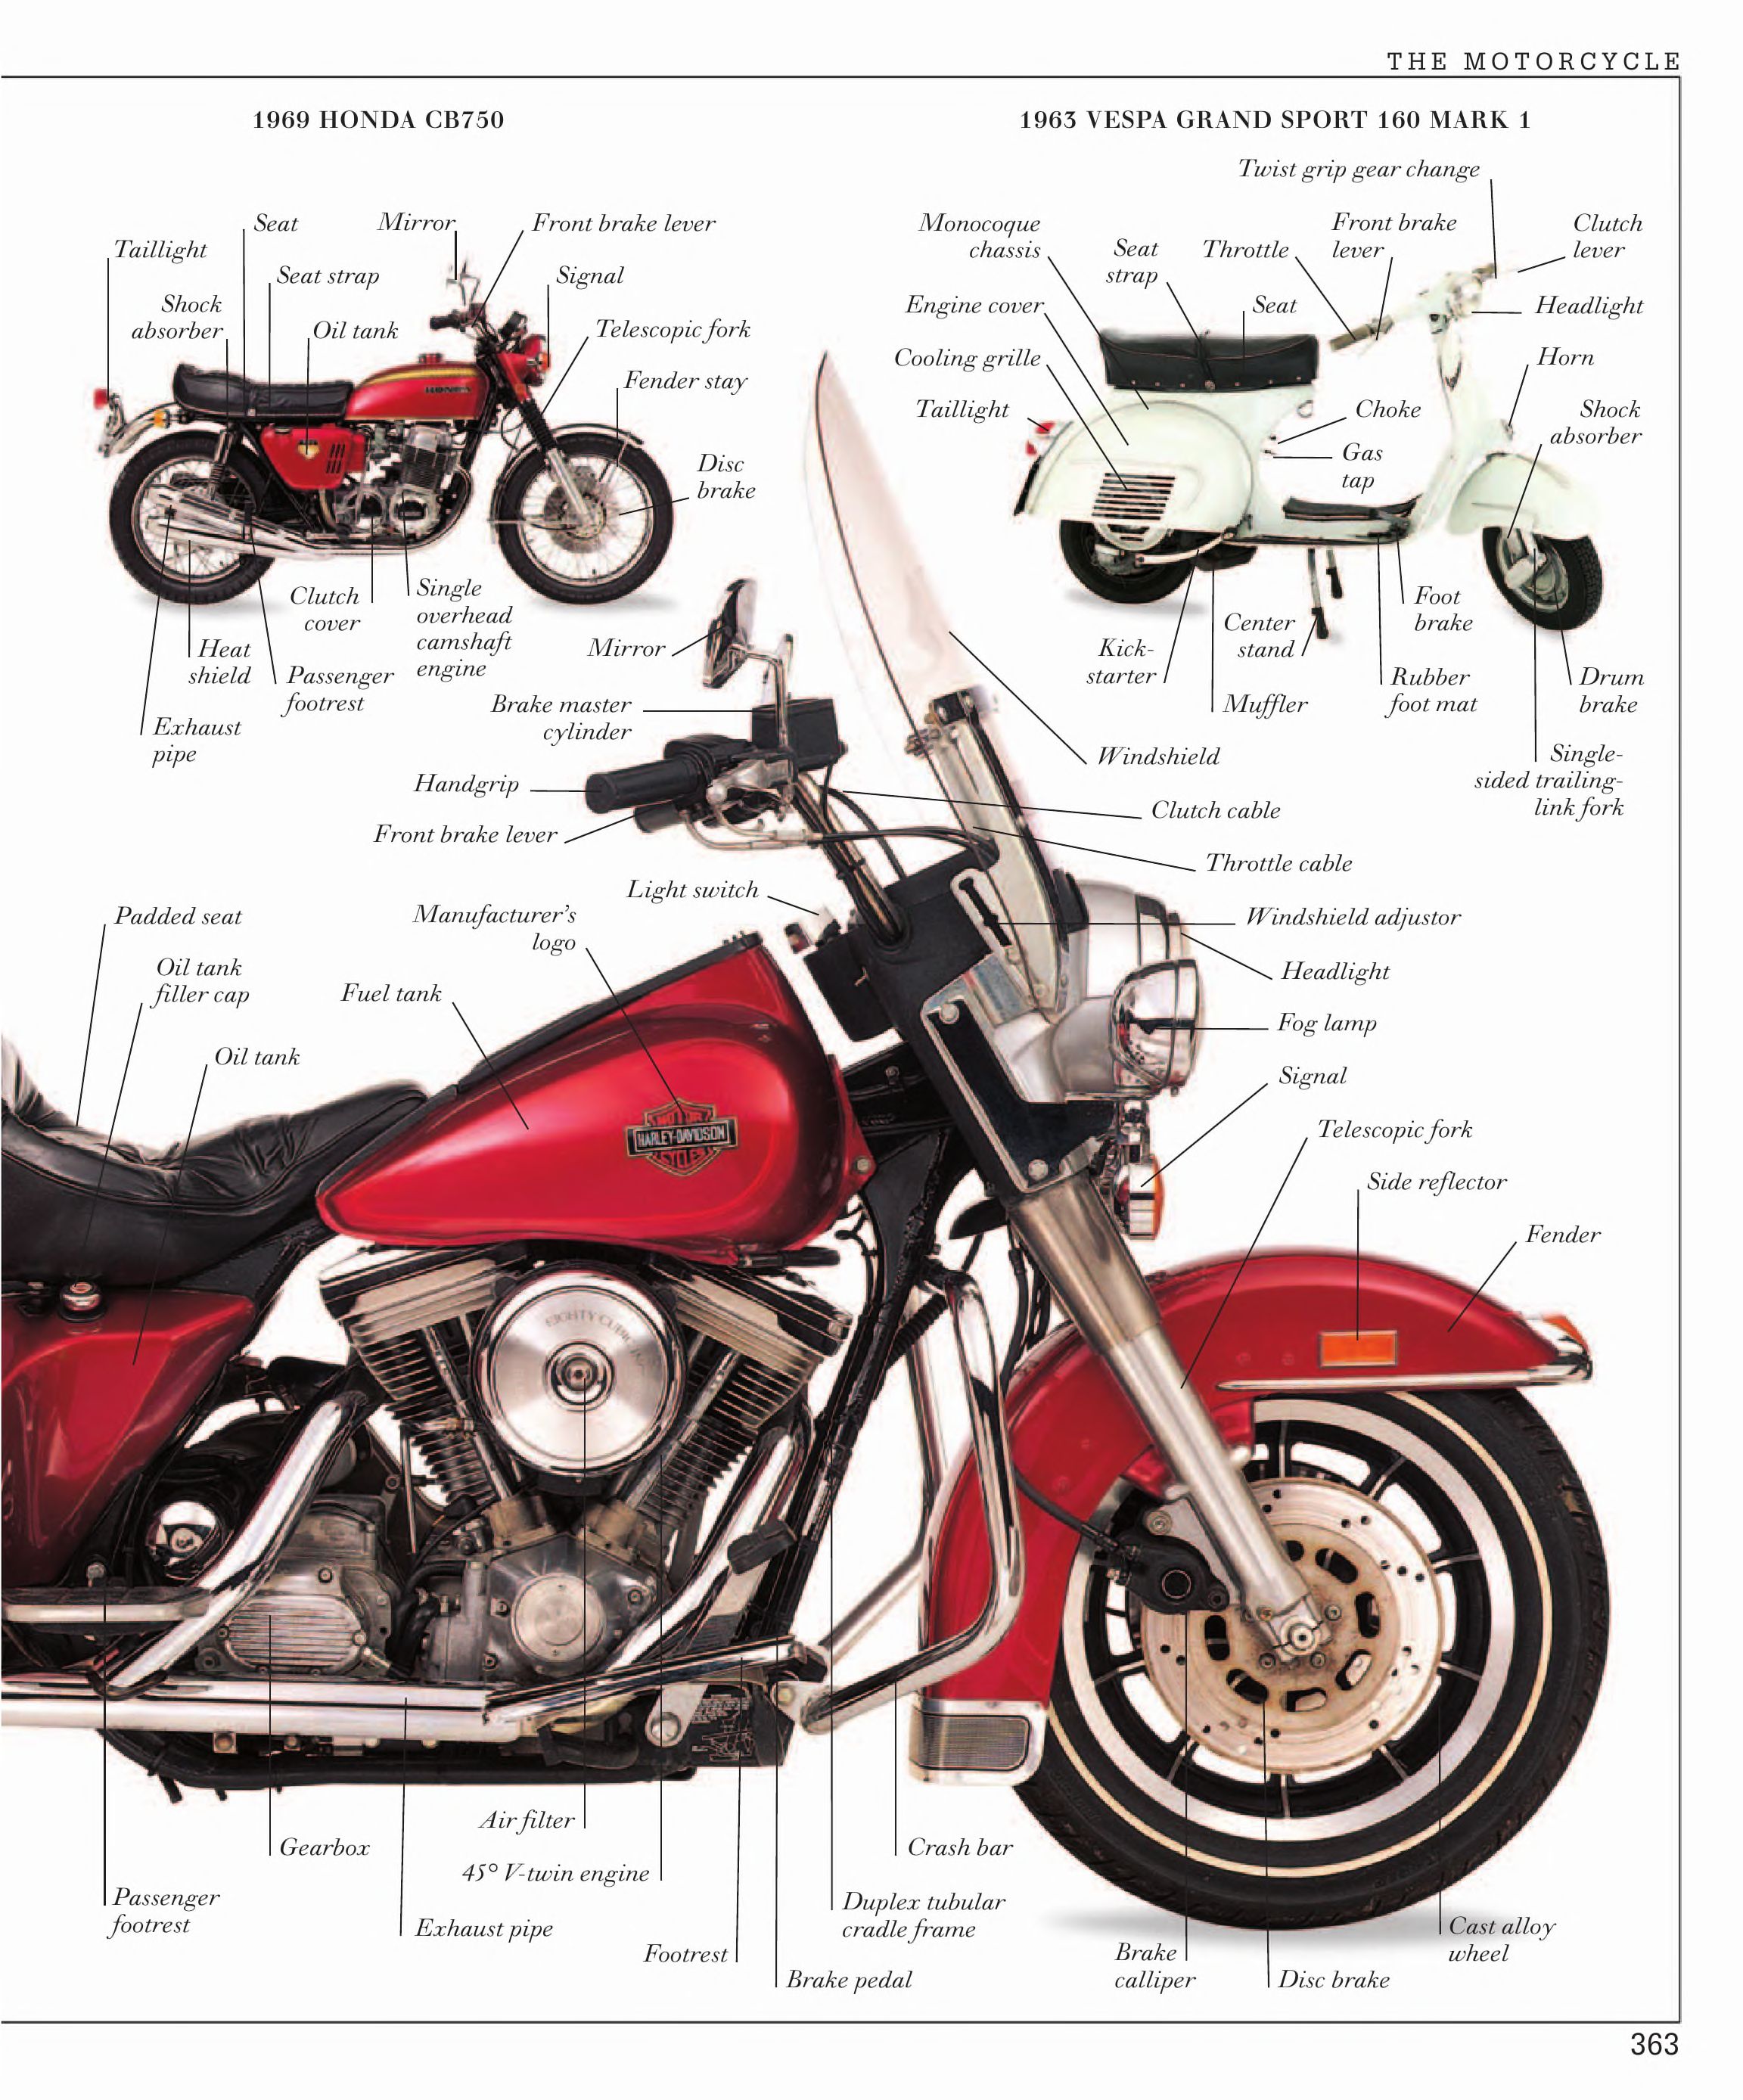 THE MOTORCYCLE
1969 HONDA CB750
Taillight
Seat
Mirror
Front brake lever
Seat strap
Signal
Shock
absorber
Oil tank
Telescopic fork
Fender stay
HONDA
Disc
brake
Clutch
cover
Single
overhead
camshaft
engine
Heat
shield
Passenger
footrest
Exhaust
pipe
1963 VESPA GRAND SPORT 160 MARK 1
Twist grip gear change
Monocoque
chassis
Seat
strap
Throttle
Front brake
lever
Clutch
lever
Engine cover
Seat
Headlight
Cooling grille
Horn
Taillight
Choke
Shock
absorber
Gas
tap
Kick-
starter
Center
stand
Foot
brake
Muffler
Rubber
foot mat
Drum
brake
Single-
sided trailing-
link fork
Mirror
Brake master
cylinder
Windshield
Handgrip
Clutch cable
Front brake lever
Throttle cable
Light switch
Padded seat
Manufacturer's
logo
Windshield adjustor
Oil tank
filler cap
Fuel tank
Headlight
Fog lamp
Oil tank
Signal
MOTOR
HARLEY-DAVIDSON
CYCLES
Telescopic fork
Side reflector
Fender
EIGHTY CUBIC
Air filter
Gearbox
45° V-twin engine
Crash bar
Passenger
footrest
Exhaust pipe
Duplex tubular
cradle frame
Footrest
Brake pedal
Brake
calliper
Disc brake
Cast alloy
wheel
363